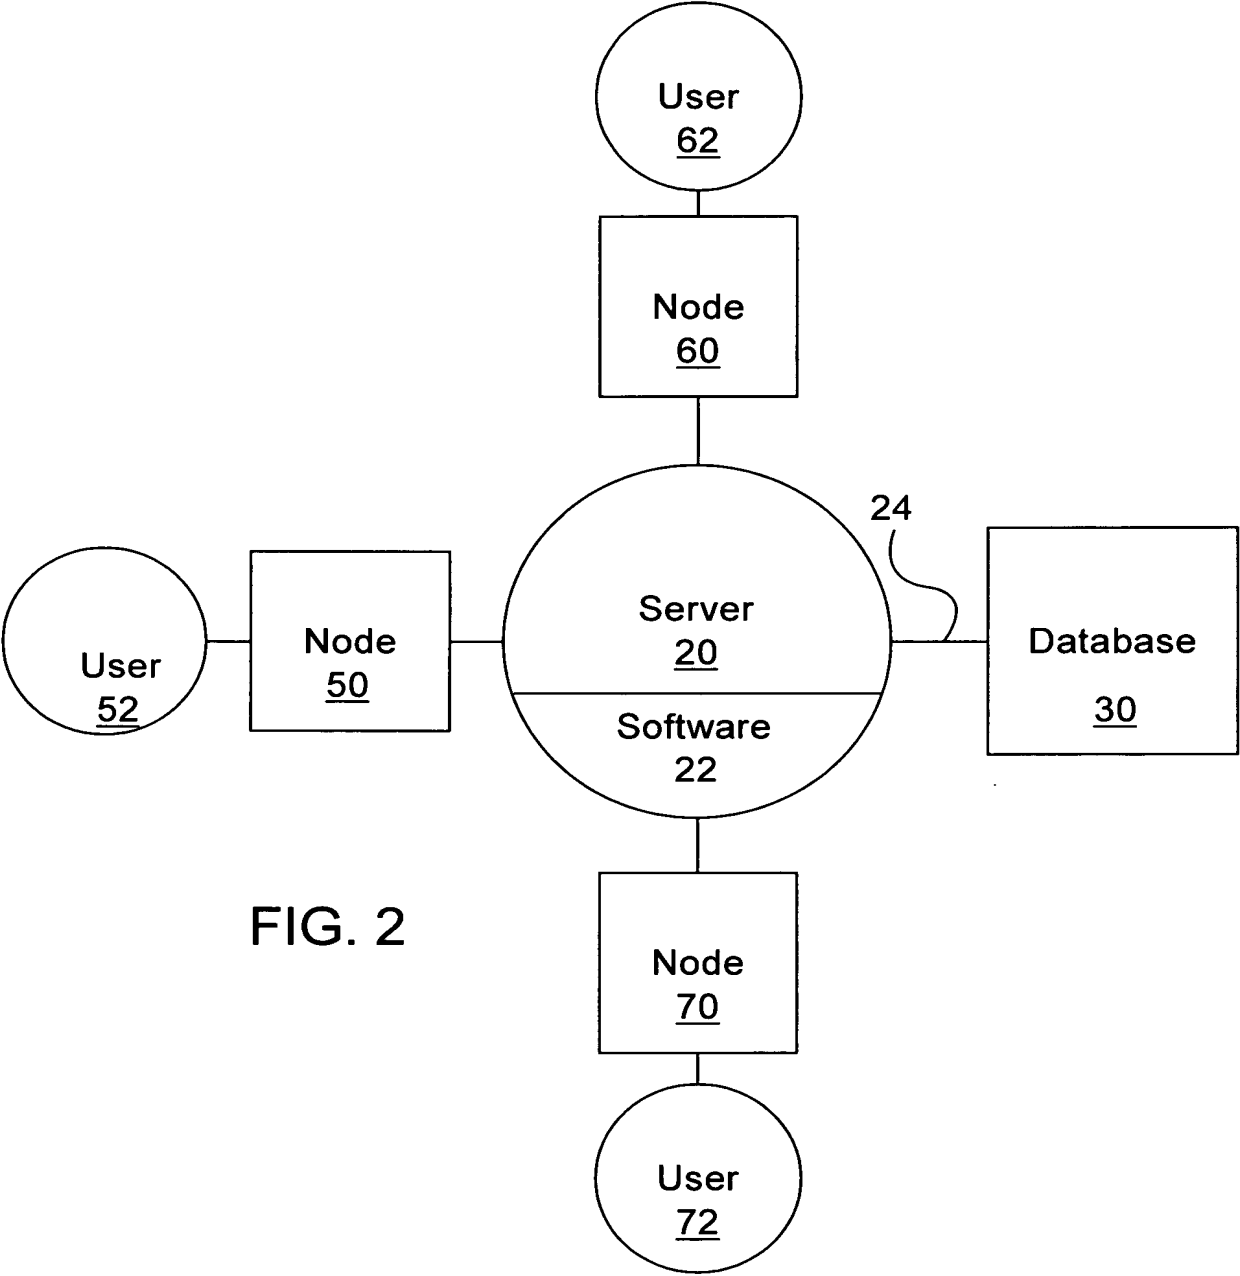 User
62
Node
60
24
Server
20
Database
30
User
52
Node
50
Software
22
FIG. 2
Node
70
User
72